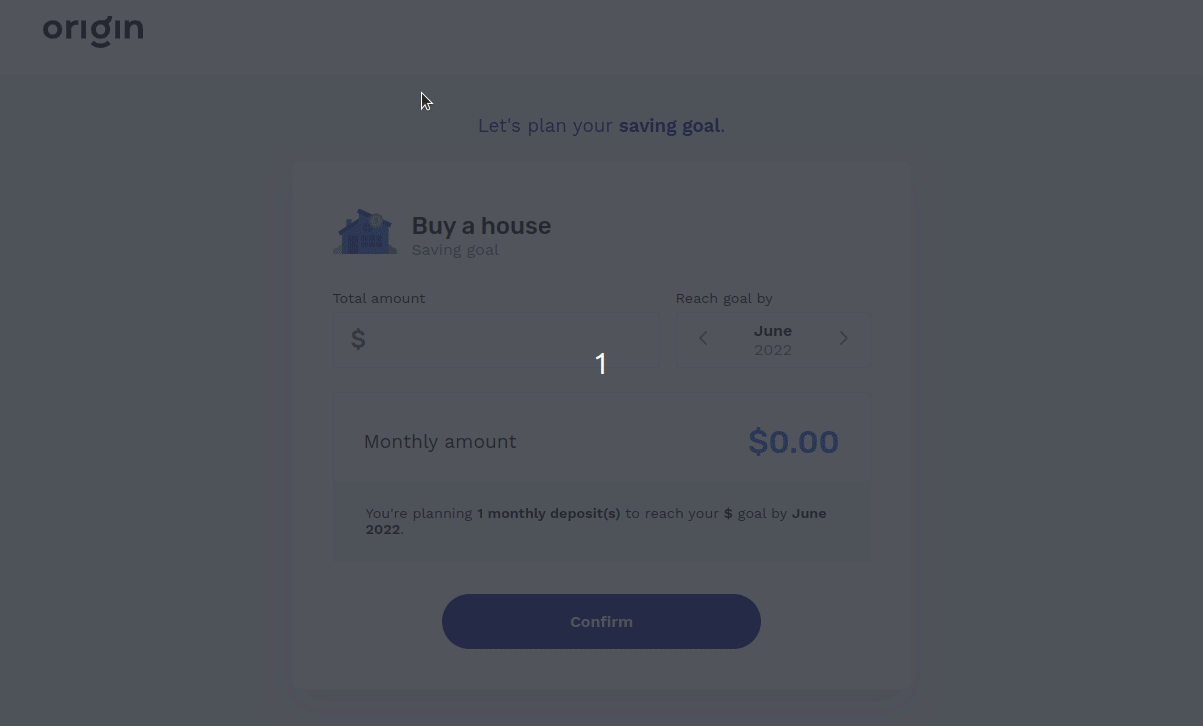 origin
Let's plan your saving goal.
Buy a house
Saving goal
Total amount
Reach goal by
$
June
2022
1
Monthly amount
$0.00
You're planning 1 monthly deposit(s) to reach your $ goal by June
2022.
Confirm